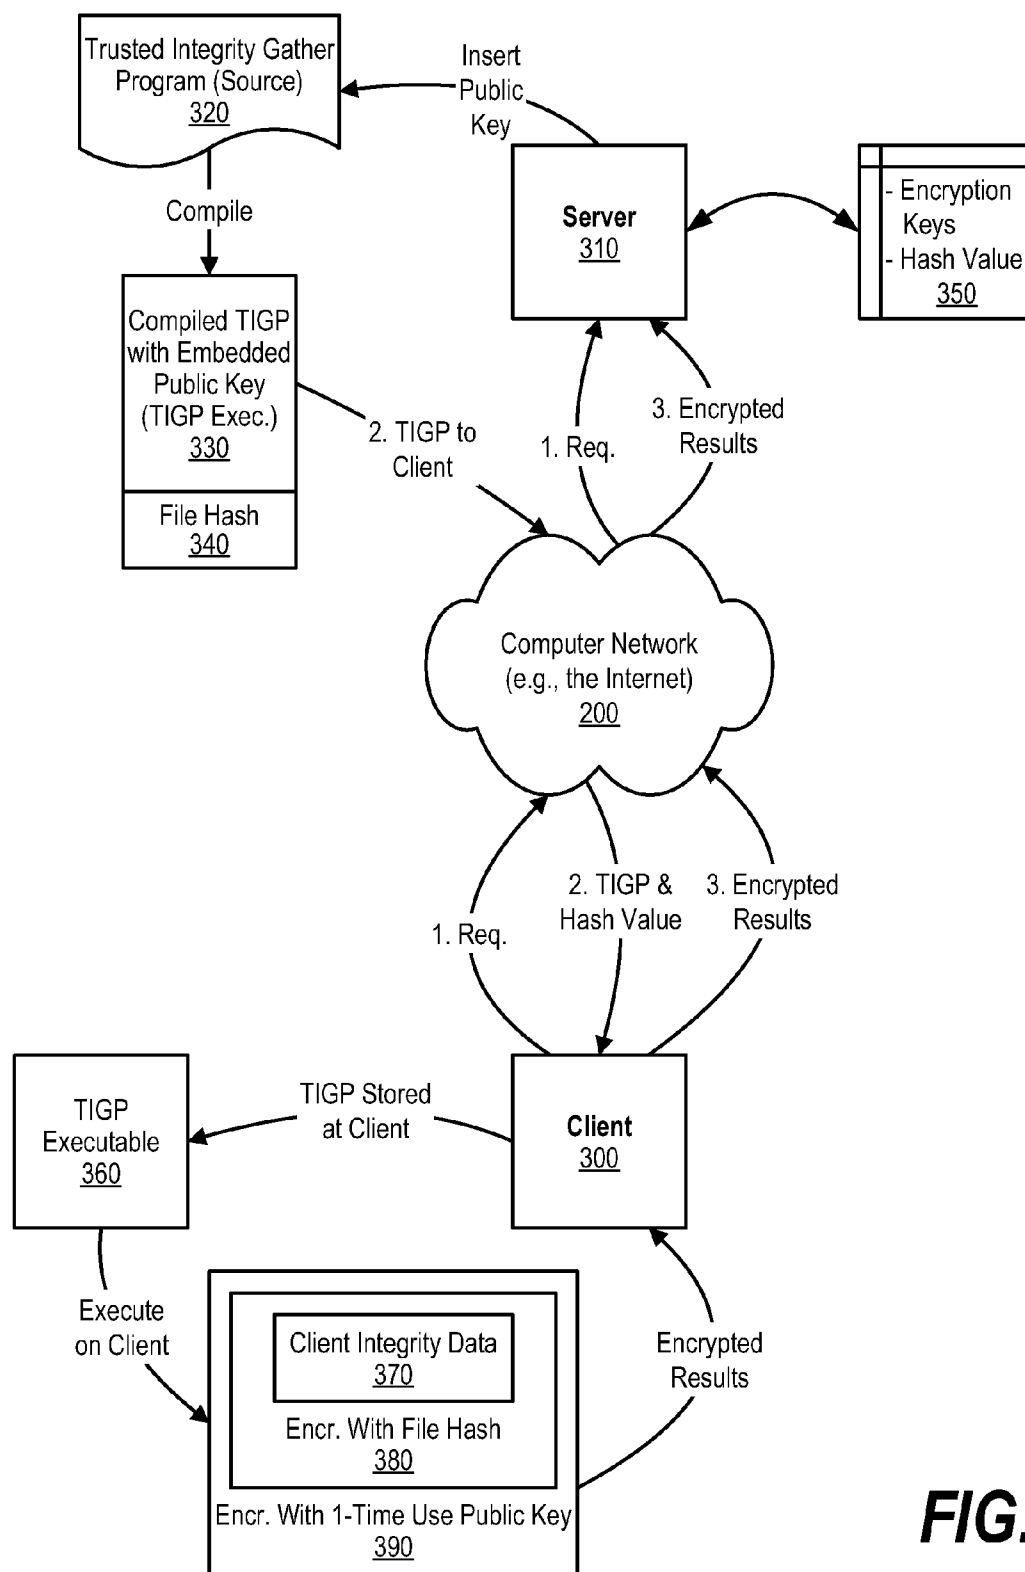 Trusted Integrity Gather
Program (Source)
320
Insert
Public
Key
Compile
Server
310
- Encryption
Keys
- Hash Value
350
Compiled TIGP
with Embedded
Public Key
(TIGP Exec.)
330
File Hash
340
2. TIGP to
Client
1. Req.
3. Encrypted
Results
Computer Network
(e.g., the Internet)
200
1. Req.
2. TIGP &
Hash Value
3. Encrypted
Results
TIGP
Executable
360
TIGP Stored
at Client
Client
300
Execute
on Client
Client Integrity Data
370
Encr. With File Hash
380
Encr. With 1-Time Use Public Key
390
Encrypted
Results
FIG.